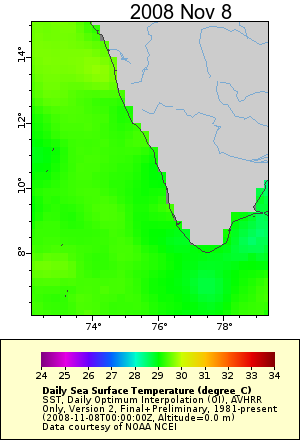 2008 Nov 8
14°
12°
10°
8°
74° 76° 78°
24 25 26 27 28 29 30 31 32 33 34
Daily Sea Surface Temperature (degree_C)
SST, Daily Optimum Interpolation (OI), AVHRR
Only, Version 2, Final+Preliminary, 1981-present
(2008-11-08T00:00:00Z, Altitude=0.0 m)
Data courtesy of NOAA NCEI